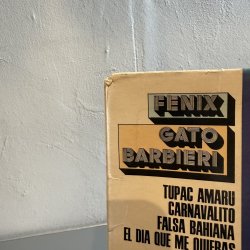 FENIX
GATO
BARBIERI
TUPAC AMARU
CARNAVALITO
FALSA BAHIANA
EL DIA QUE ME QUIERAS